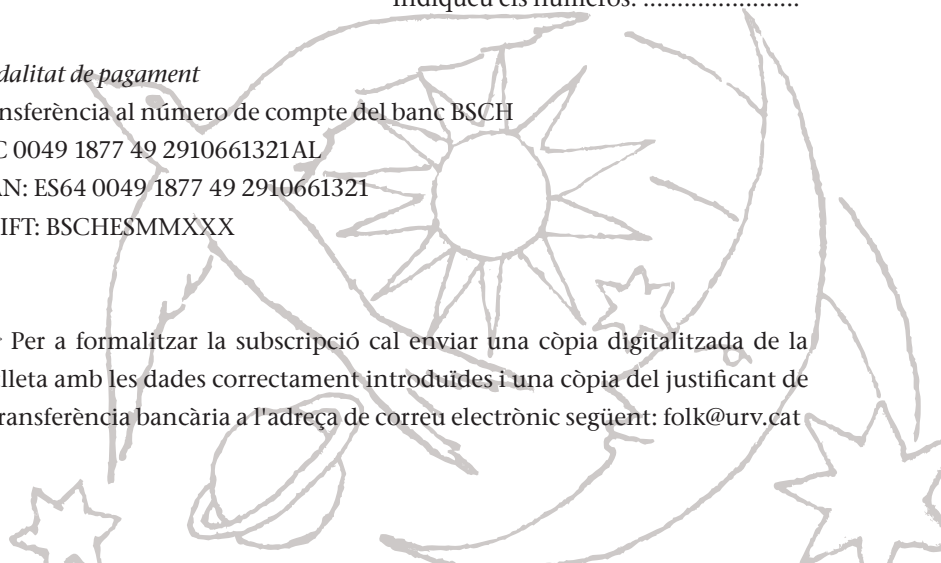 Indiqueu els números: ......................
dalitat de pagament
nsferència al número de compte del banc BSCH
C 0049 1877 49 2910661321AL
AN: ES64 0049 1877 49 2910661321
IFT: BSCHESMMXXX
Per a formalitzar la subscripció cal enviar una còpia digitalitzada de la
lleta amb les dades correctament introduïdes i una còpia del justificant de
ransferència bancària a l'adreça de correu electrònic següent: folk@urv.cat